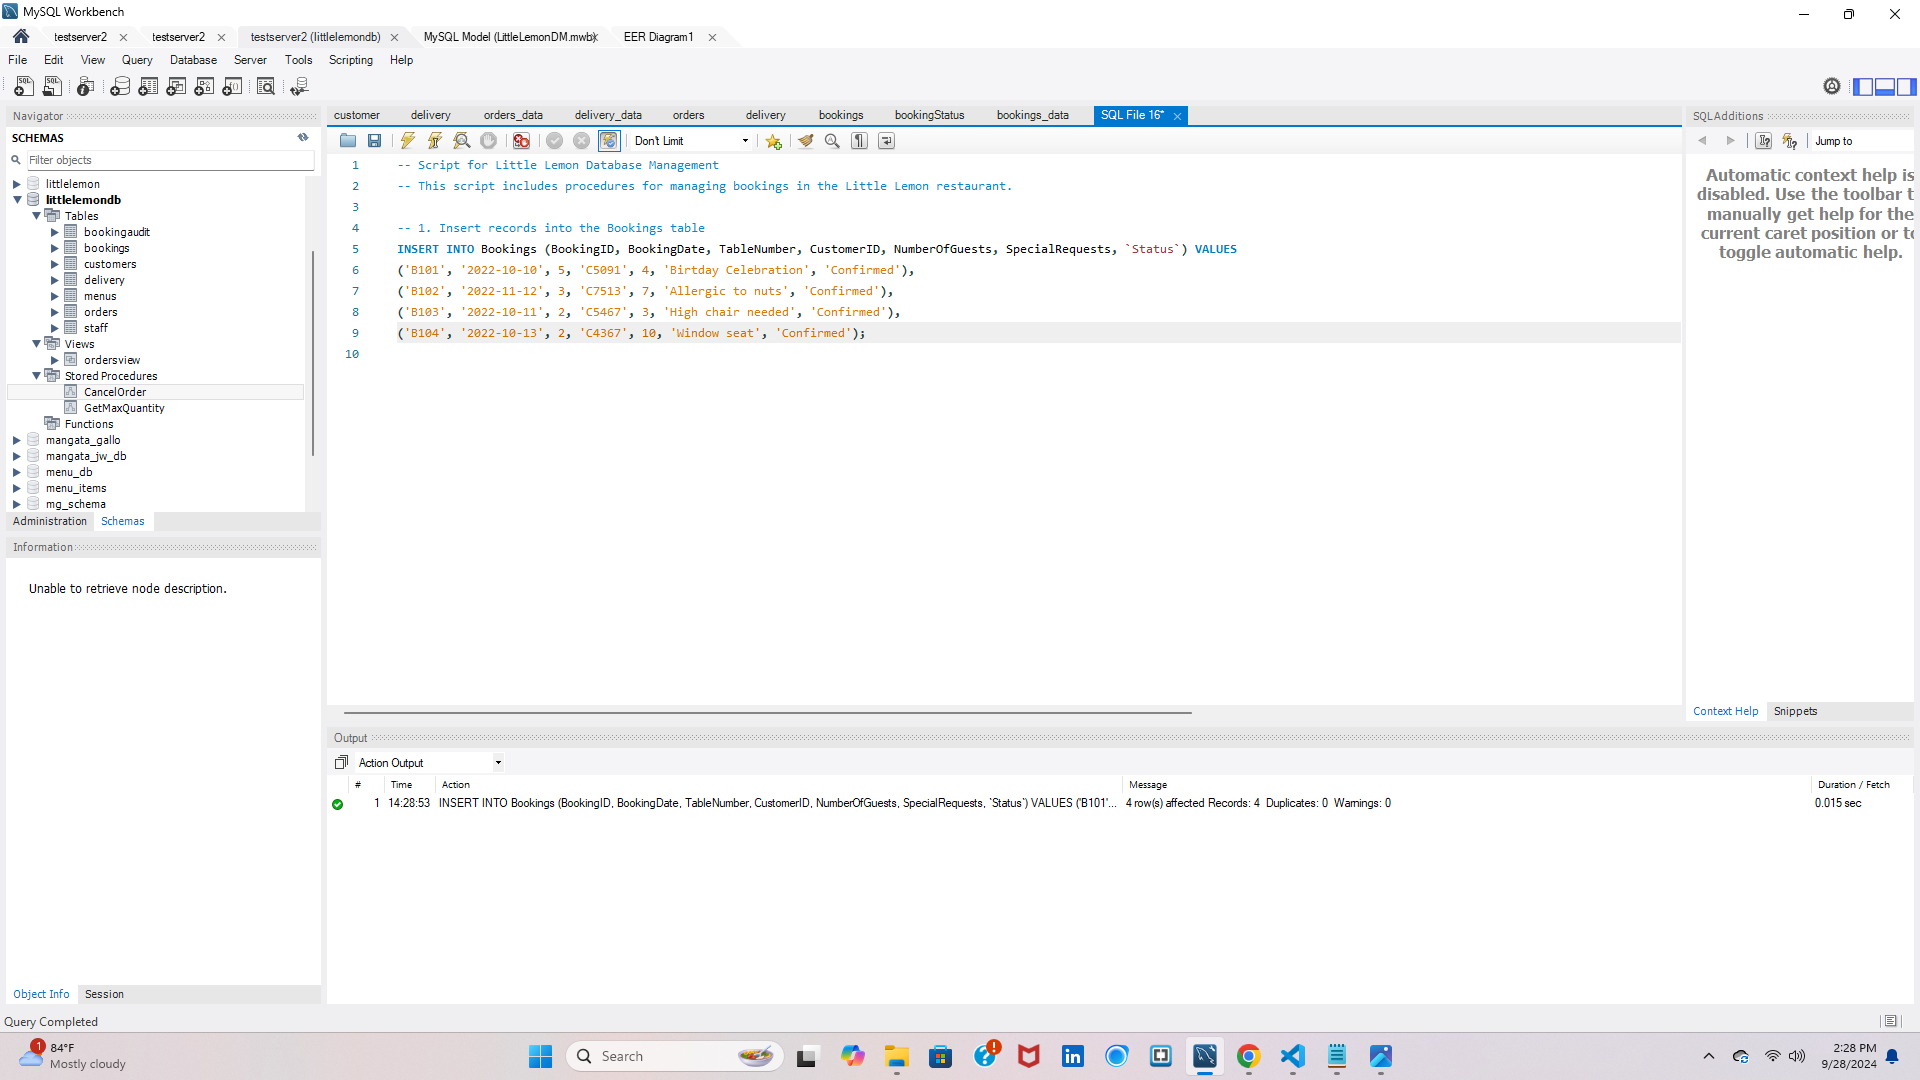 MySQL Workbench
testserver2
testserver2
testserver2 (littlelemondb)
MySQL Model (LittleLemonDM.mwb)
EER Diagram1
File Edit View Query Database Server Tools Scripting Help
Navigator
SCHEMAS
Filter objects
littlelemon
littlelemondb
Tables
bookingaudit
bookings
customers
delivery
menus
orders
staff
Views
ordersview
Stored Procedures
CancelOrder
GetMaxQuantity
Functions
mangata_gallo
mangata_jw_db
menu_db
menu_items
mg_schema
Administration Schemas
Information
Unable to retrieve node description.
Object Info Session
customer delivery orders_data delivery_data orders delivery bookings bookingStatus bookings_data SQL File 16*
Don't Limit
1 -- Script for Little Lemon Database Management
2 -- This script includes procedures for managing bookings in the Little Lemon restaurant.
3
4 -- 1. Insert records into the Bookings table
5 INSERT INTO Bookings (BookingID, BookingDate, TableNumber, CustomerID, NumberOfGuests, SpecialRequests, `Status`) VALUES
6 ('B101', '2022-10-10', 5, 'C5091', 4, 'Birtday Celebration', 'Confirmed'),
7 ('B102', '2022-11-12', 3, 'C7513', 7, 'Allergic to nuts', 'Confirmed'),
8 ('B103', '2022-10-11', 2, 'C5467', 3, 'High chair needed', 'Confirmed'),
9 ('B104', '2022-10-13', 2, 'C4367', 10, 'Window seat', 'Confirmed');
10
SQLAdditions
Jump to
Automatic context help is
disabled. Use the toolbar t
manually get help for the
current caret position or to
toggle automatic help.
Context Help Snippets
Output
Action Output
# Time Action Message Duration / Fetch
1 14:28:53 INSERT INTO Bookings (BookingID, BookingDate, TableNumber, CustomerID, NumberOfGuests, SpecialRequests, `Status`) VALUES ('B101'... 4 row(s) affected Records: 4 Duplicates: 0 Warnings: 0 0.015 sec
Query Completed
1
84°F
Mostly cloudy
Search
2:28 PM
9/28/2024